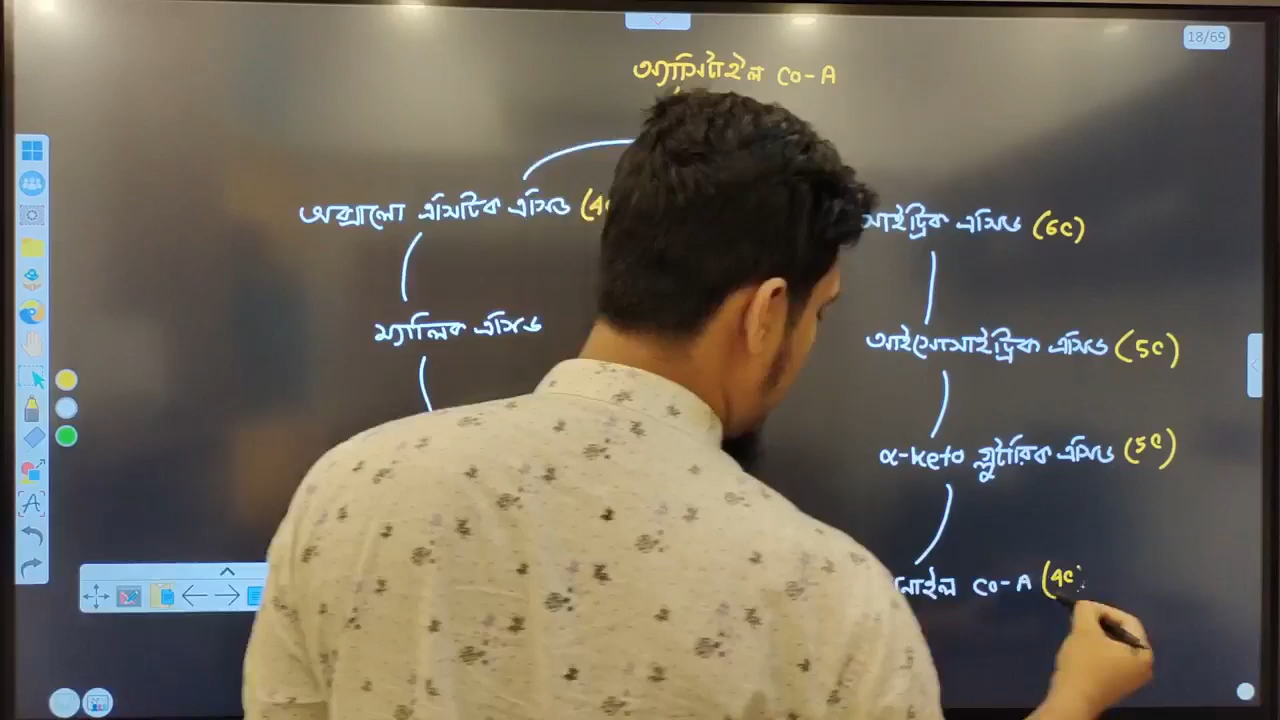 18/69
অ্যাসিটাইল CO-A
অক্সালো এসিটিক এসিড (4C
সাইট্রিক এসিড (6C)
ম্যালিক এসিড
আইসোসাইট্রিক এসিড (5C)
α-keto গ্লুটারিক এসিড (5C)
নাইল CO-A (4C)